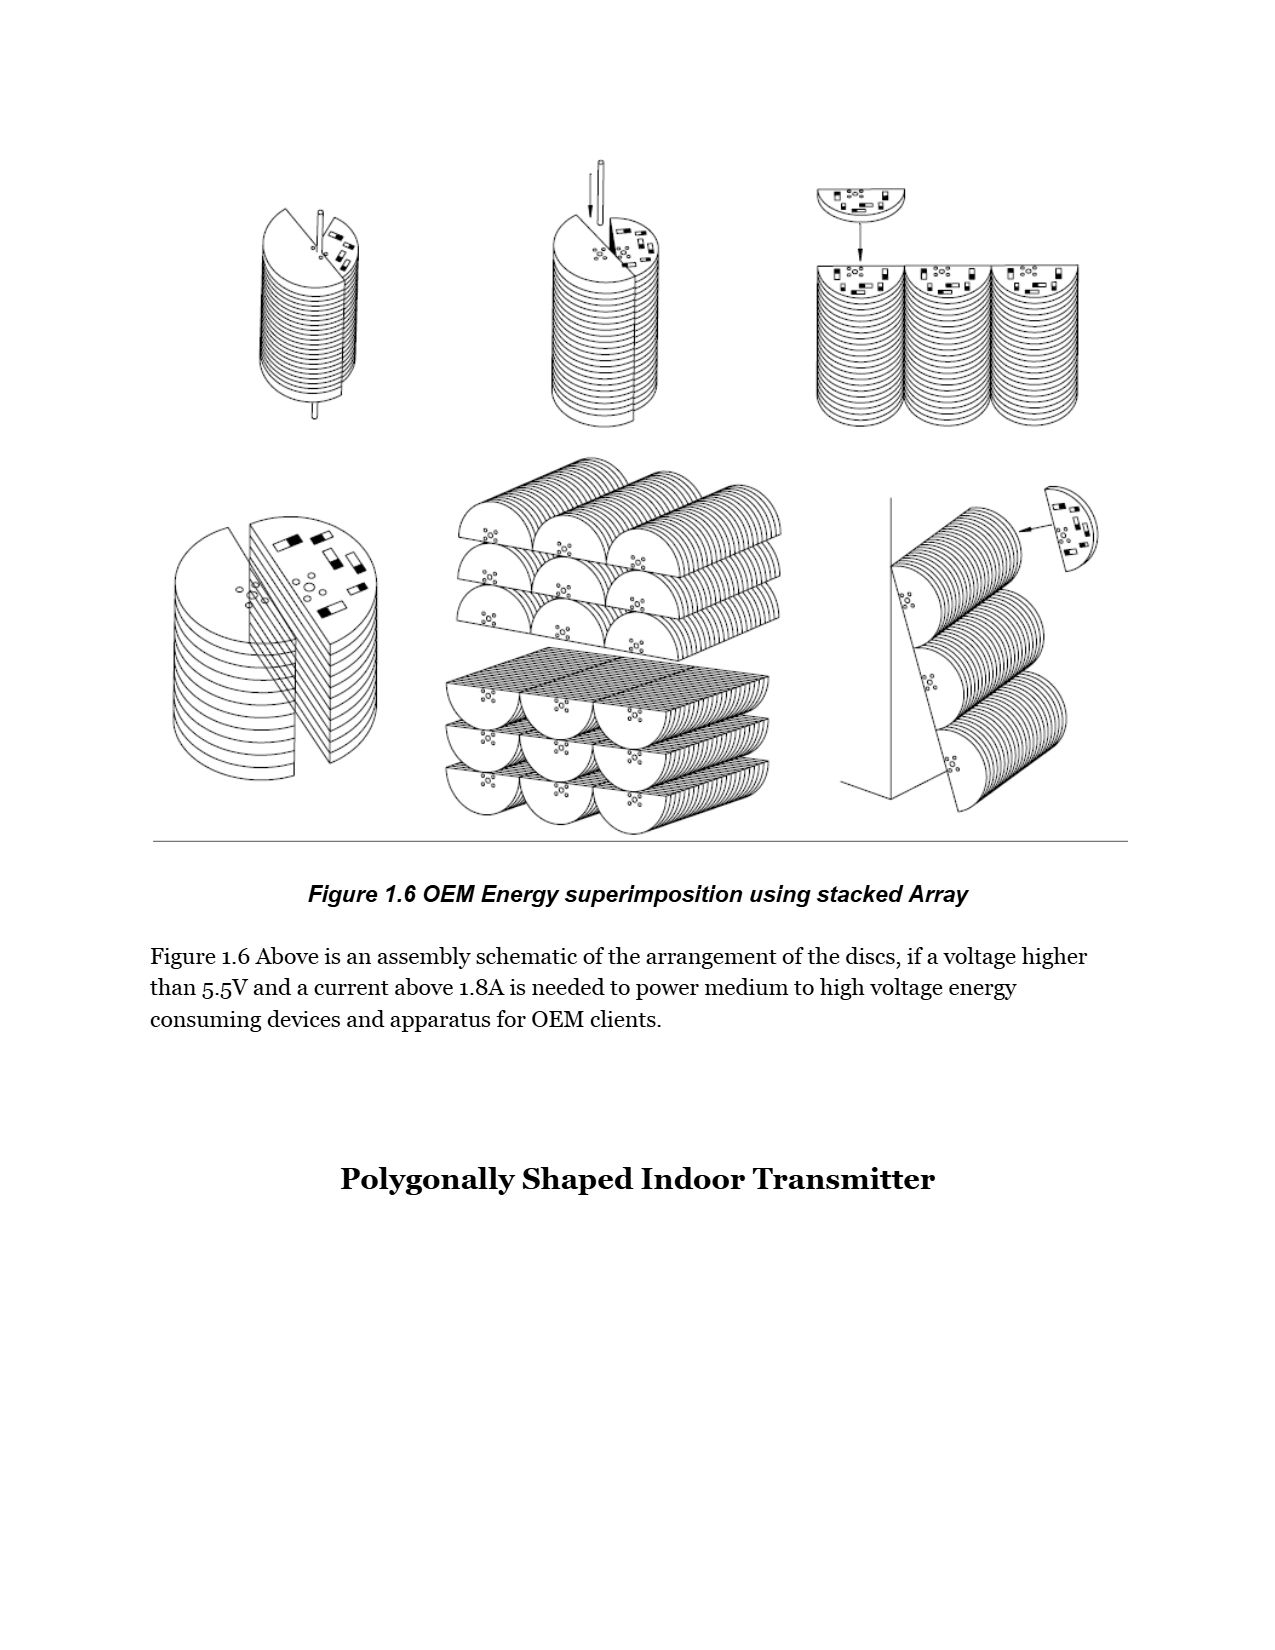 Figure 1.6 OEM Energy superimposition using stacked Array
Figure 1.6 Above is an assembly schematic of the arrangement of the discs, if a voltage higher
than 5.5V and a current above 1.8A is needed to power medium to high voltage energy
consuming devices and apparatus for OEM clients.
Polygonally Shaped Indoor Transmitter